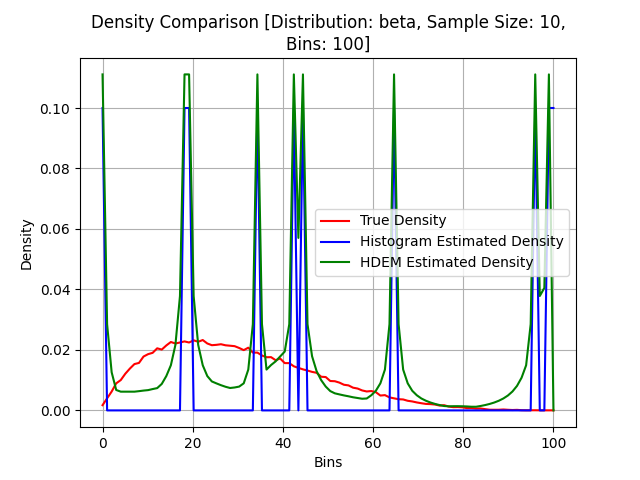 Density Comparison [Distribution: beta, Sample Size: 10,
Bins: 100]
Density
0.10
0.08
0.06
0.04
0.02
0.00
True Density
Histogram Estimated Density
HDEM Estimated Density
0 20 40 60 80 100
Bins